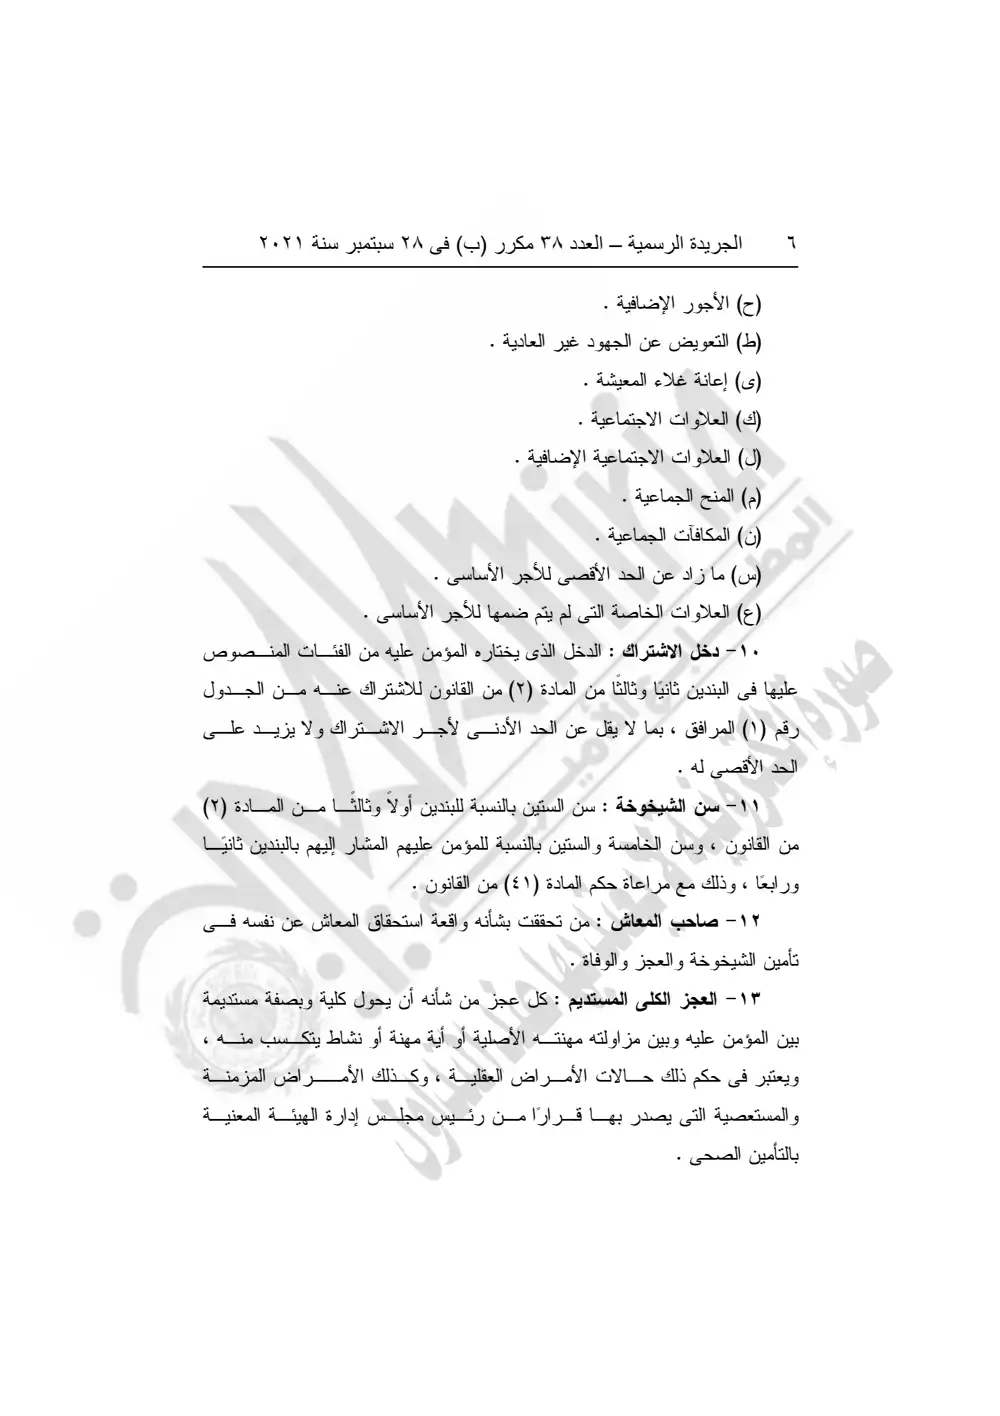 ٦ الجريدة الرسمية – العدد ٣٨ مكرر (ب) فى ٢٨ سبتمبر سنة ٢٠٢١
(ح) الأجور الإضافية .
(ط) التعويض عن الجهود غير العادية .
(ى) إعانة غلاء المعيشة .
(ك) العلاوات الاجتماعية .
(ل) العلاوات الاجتماعية الإضافية .
(م) المنح الجماعية .
(ن) المكافآت الجماعية .
(س) ما زاد عن الحد الأقصى للأجر الأساسى .
(ع) العلاوات الخاصة التى لم يتم ضمها للأجر الأساسى .
١٠- دخل الاشتراك : الدخل الذى يختاره المؤمن عليه من الفئات المنصوص
عليها فى البندين ثانيًا وثالثًا من المادة (٢) من القانون للاشتراك عنه من الجدول
رقم (١) المرافق ، بما لا يقل عن الحد الأدنى لأجر الاشتراك ولا يزيد على
الحد الأقصى له .
١١- سن الشيخوخة : سن الستين بالنسبة للبندين أولاً وثالثًا من المادة (٢)
من القانون ، وسن الخامسة والستين بالنسبة للمؤمن عليهم المشار إليهم بالبندين ثانيًا
ورابعًا ، وذلك مع مراعاة حكم المادة (٤١) من القانون .
١٢- صاحب المعاش : من تحققت بشأنه واقعة استحقاق المعاش عن نفسه فى
تأمين الشيخوخة والعجز والوفاة .
١٣- العجز الكلى المستديم : كل عجز من شأنه أن يحول كلية وبصفة مستديمة
بين المؤمن عليه وبين مزاولته مهنته الأصلية أو أية مهنة أو نشاط يتكسب منه ،
ويعتبر فى حكم ذلك حالات الأمراض العقلية ، وكذلك الأمراض المزمنة
والمستعصية التى يصدر بها قرارًا من رئيس مجلس إدارة الهيئة المعنية
بالتأمين الصحى .